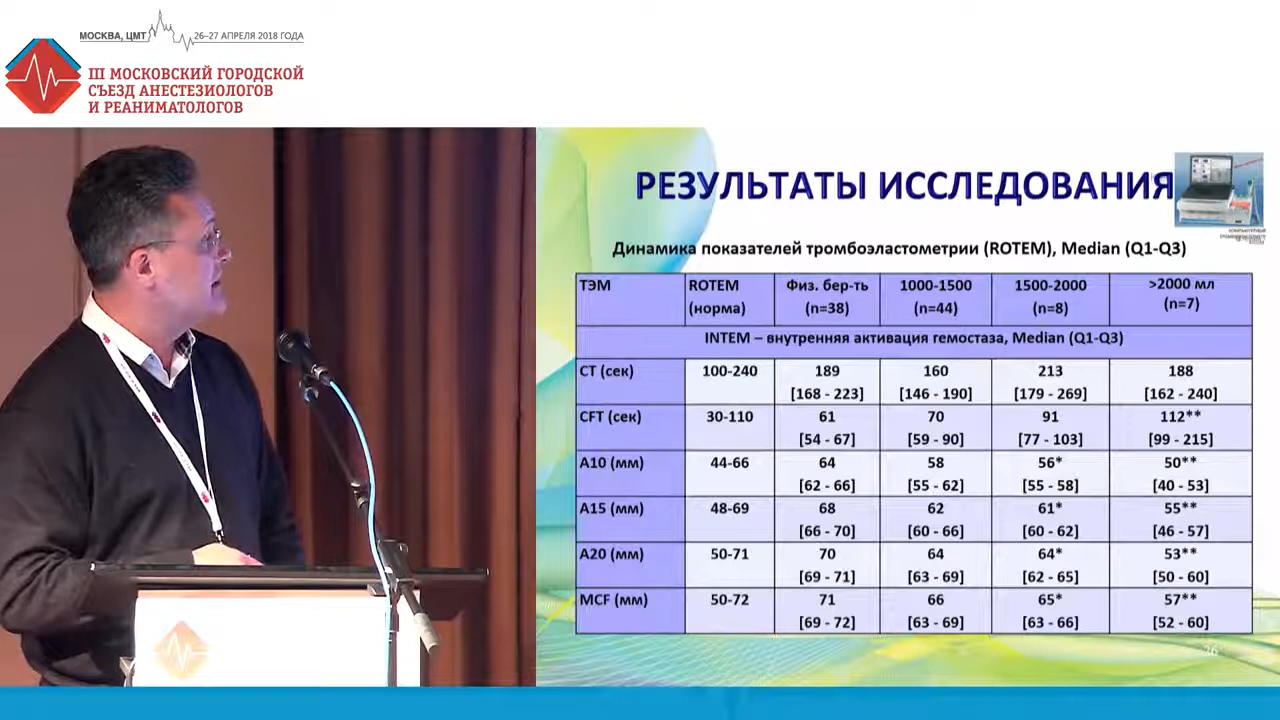 МОСКВА, ЦМТ 26–27 АПРЕЛЯ 2018 ГОДА
III МОСКОВСКИЙ ГОРОДСКОЙ
СЪЕЗД АНЕСТЕЗИОЛОГОВ
И РЕАНИМАТОЛОГОВ
РЕЗУЛЬТАТЫ ИССЛЕДОВАНИЯ
Динамика показателей тромбоэластометрии (ROTEM), Median (Q1-Q3)
ТЭМ ROTEM (норма) Физ. бер-ть (n=38) 1000-1500 (n=44) 1500-2000 (n=8) >2000 мл (n=7)
INTEM – внутренняя активация гемостаза, Median (Q1-Q3)
CT (сек) 100-240 189 [168 - 223] 160 [146 - 190] 213 [179 - 269] 188 [162 - 240]
CFT (сек) 30-110 61 [54 - 67] 70 [59 - 90] 91 [77 - 103] 112** [99 - 215]
A10 (мм) 44-66 64 [62 - 66] 58 [55 - 62] 56* [55 - 58] 50** [40 - 53]
A15 (мм) 48-69 68 [66 - 70] 62 [60 - 66] 61* [60 - 62] 55** [46 - 57]
A20 (мм) 50-71 70 [69 - 71] 64 [63 - 69] 64* [62 - 65] 53** [50 - 60]
MCF (мм) 50-72 71 [69 - 72] 66 [63 - 69] 65* [63 - 66] 57** [52 - 60]
26